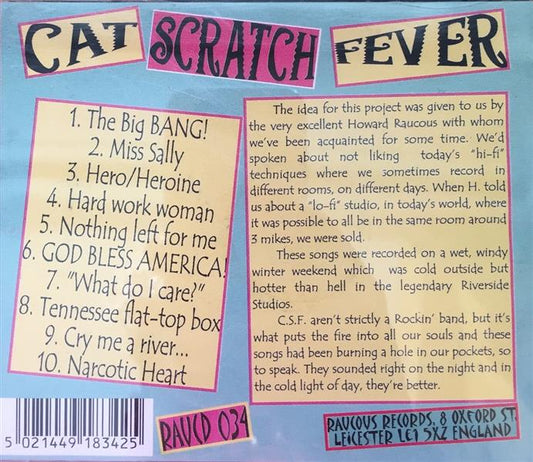 CAT SCRATCH FEVER
1. The Big BANG!
2. Miss Sally
3. Hero/Heroine
4. Hard work woman
5. Nothing left for me
6. GOD BLESS AMERICA!
7. "What do I care?"
8. Tennessee flat-top box
9. Cry me a river...
10. Narcotic Heart
The idea for this project was given to us by
the very excellent Howard Raucous with whom
we've been acquainted for some time. We'd
spoken about not liking today's "hi-fi"
techniques where we sometimes record in
different rooms, on different days. When H. told
us about a "lo-fi" studio, in today's world, where
it was possible to all be in the same room around
3 mikes, we were sold.
These songs were recorded on a wet, windy
winter weekend which was cold outside but
hotter than hell in the legendary Riverside
Studios.
C.S.F. aren't strictly a Rockin' band, but it's
what puts the fire into all our souls and these
songs had been burning a hole in our pockets, so
to speak. They sounded right on the night and in
the cold light of day, they're better.
5 021449 183425
RAUCD 034
RAUCOUS RECORDS, 8 OXFORD ST.
LEICESTER LE1 5XZ ENGLAND